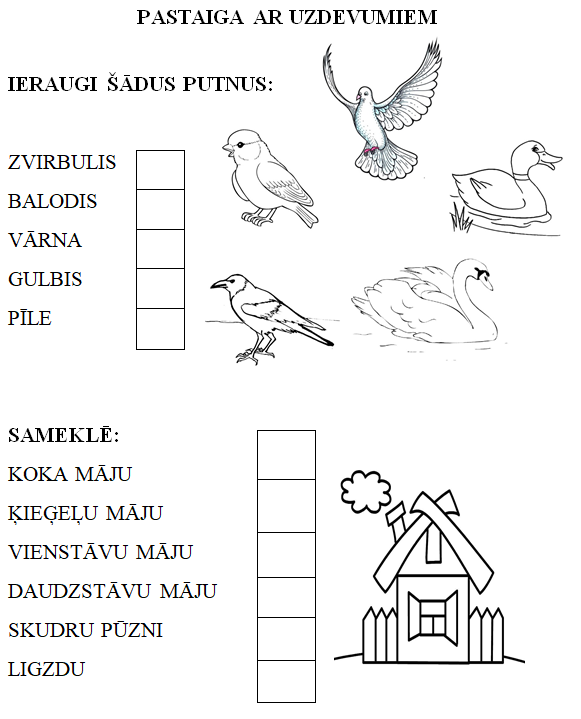 PASTAIGA AR UZDEVUMIEM
IERAUGI ŠĀDUS PUTNUS:
ZVIRBULIS
BALODIS
VĀRNA
GULBIS
PĪLE
SAMEKLĒ:
KOKA MĀJU
ĶIEĢEĻU MĀJU
VIENSTĀVU MĀJU
DAUDZSTĀVU MĀJU
SKUDRU PŪZNI
LIGZDU